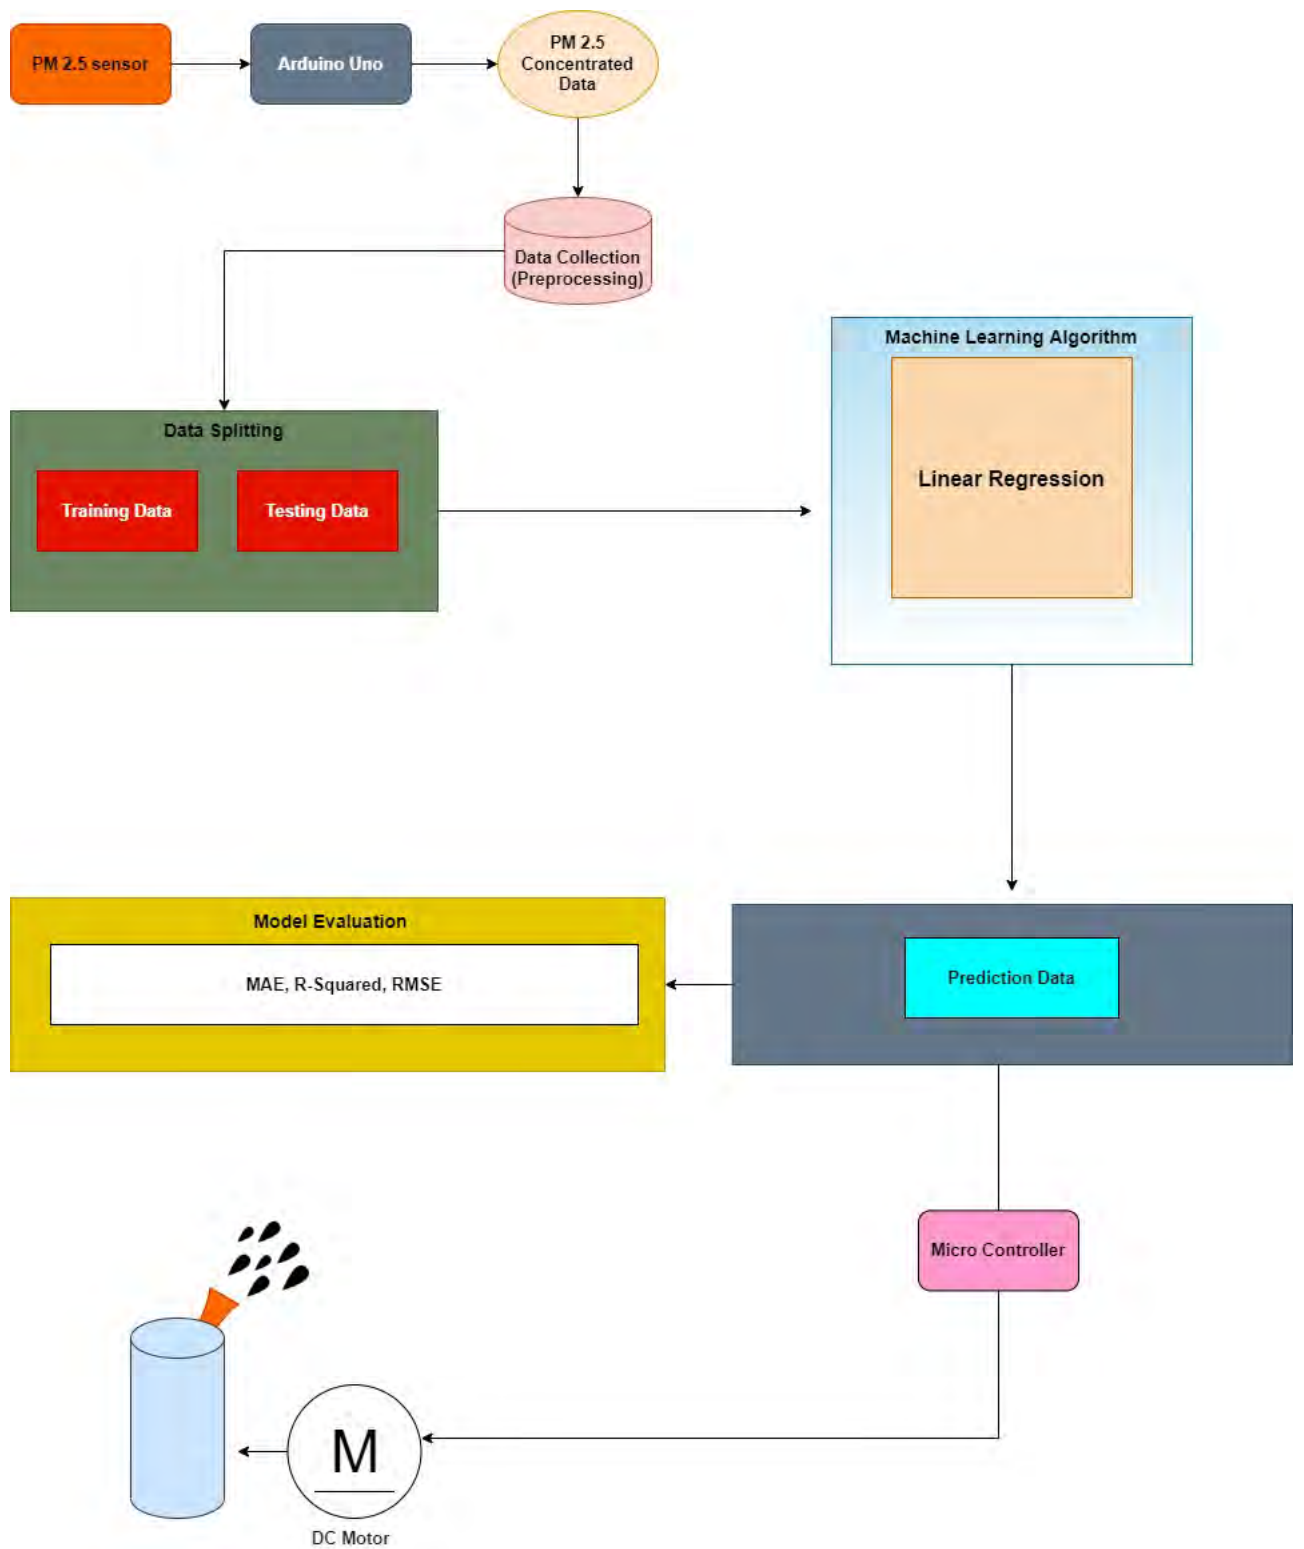 PM 2.5 sensor
Arduino Uno
PM 2.5
Concentrated
Data
Data Collection
(Preprocessing)
Machine Learning Algorithm
Linear Regression
Data Splitting
Training Data
Testing Data
Model Evaluation
MAE, R-Squared, RMSE
Prediction Data
Micro Controller
M
DC Motor